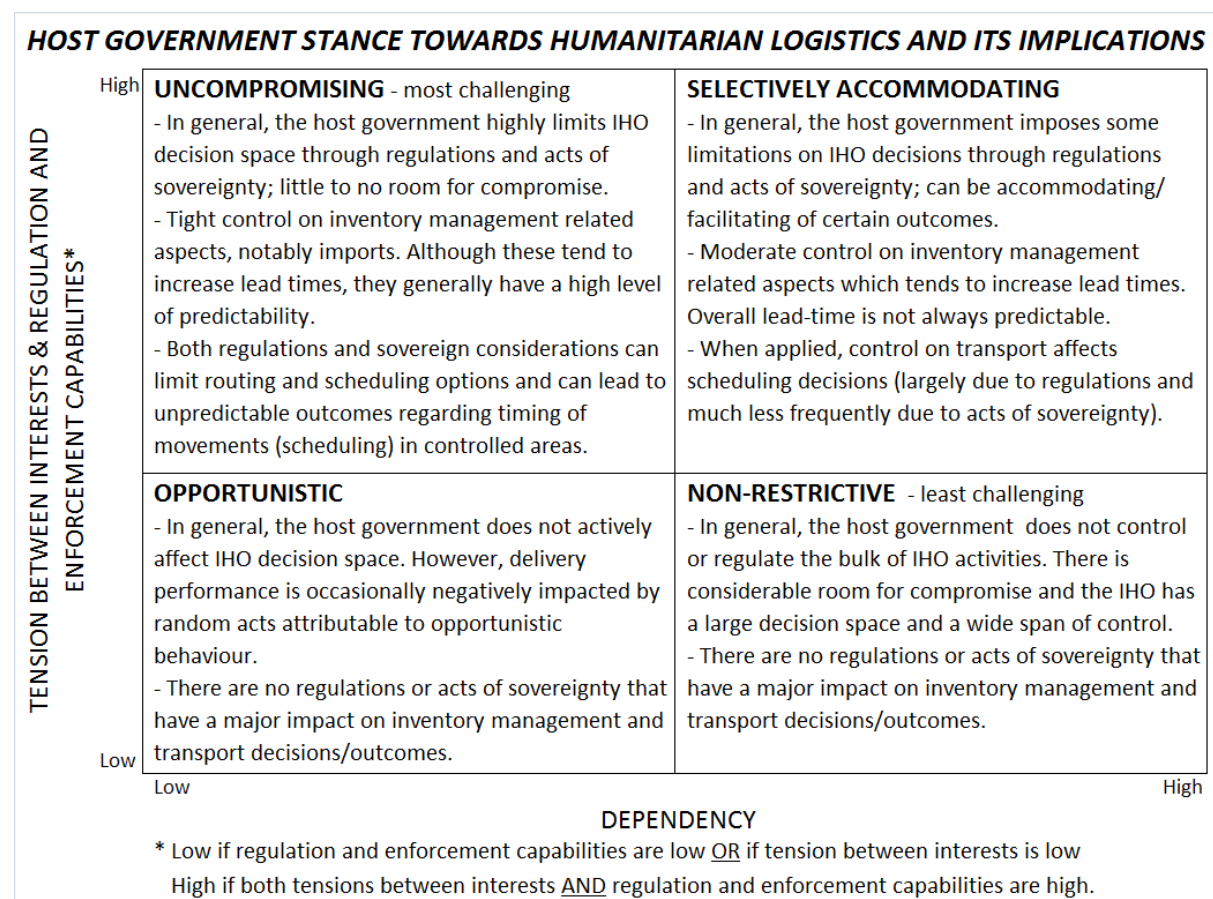 HOST GOVERNMENT STANCE TOWARDS HUMANITARIAN LOGISTICS AND ITS IMPLICATIONS
TENSION BETWEEN INTERESTS & REGULATION AND
ENFORCEMENT CAPABILITIES*
High
UNCOMPROMISING - most challenging
- In general, the host government highly limits IHO
decision space through regulations and acts of
sovereignty; little to no room for compromise.
- Tight control on inventory management related
aspects, notably imports. Although these tend to
increase lead times, they generally have a high level
of predictability.
- Both regulations and sovereign considerations can
limit routing and scheduling options and can lead to
unpredictable outcomes regarding timing of
movements (scheduling) in controlled areas.
SELECTIVELY ACCOMMODATING
- In general, the host government imposes some
limitations on IHO decisions through regulations
and acts of sovereignty; can be accommodating/
facilitating of certain outcomes.
- Moderate control on inventory management
related aspects which tends to increase lead times.
Overall lead-time is not always predictable.
- When applied, control on transport affects
scheduling decisions (largely due to regulations and
much less frequently due to acts of sovereignty).
OPPORTUNISTIC
- In general, the host government does not actively
affect IHO decision space. However, delivery
performance is occasionally negatively impacted by
random acts attributable to opportunistic
behaviour.
- There are no regulations or acts of sovereignty that
have a major impact on inventory management and
transport decisions/outcomes.
NON-RESTRICTIVE - least challenging
- In general, the host government does not control
or regulate the bulk of IHO activities. There is
considerable room for compromise and the IHO has
a large decision space and a wide span of control.
- There are no regulations or acts of sovereignty that
have a major impact on inventory management and
transport decisions/outcomes.
Low
Low
High
DEPENDENCY
* Low if regulation and enforcement capabilities are low OR if tension between interests is low
High if both tensions between interests AND regulation and enforcement capabilities are high.